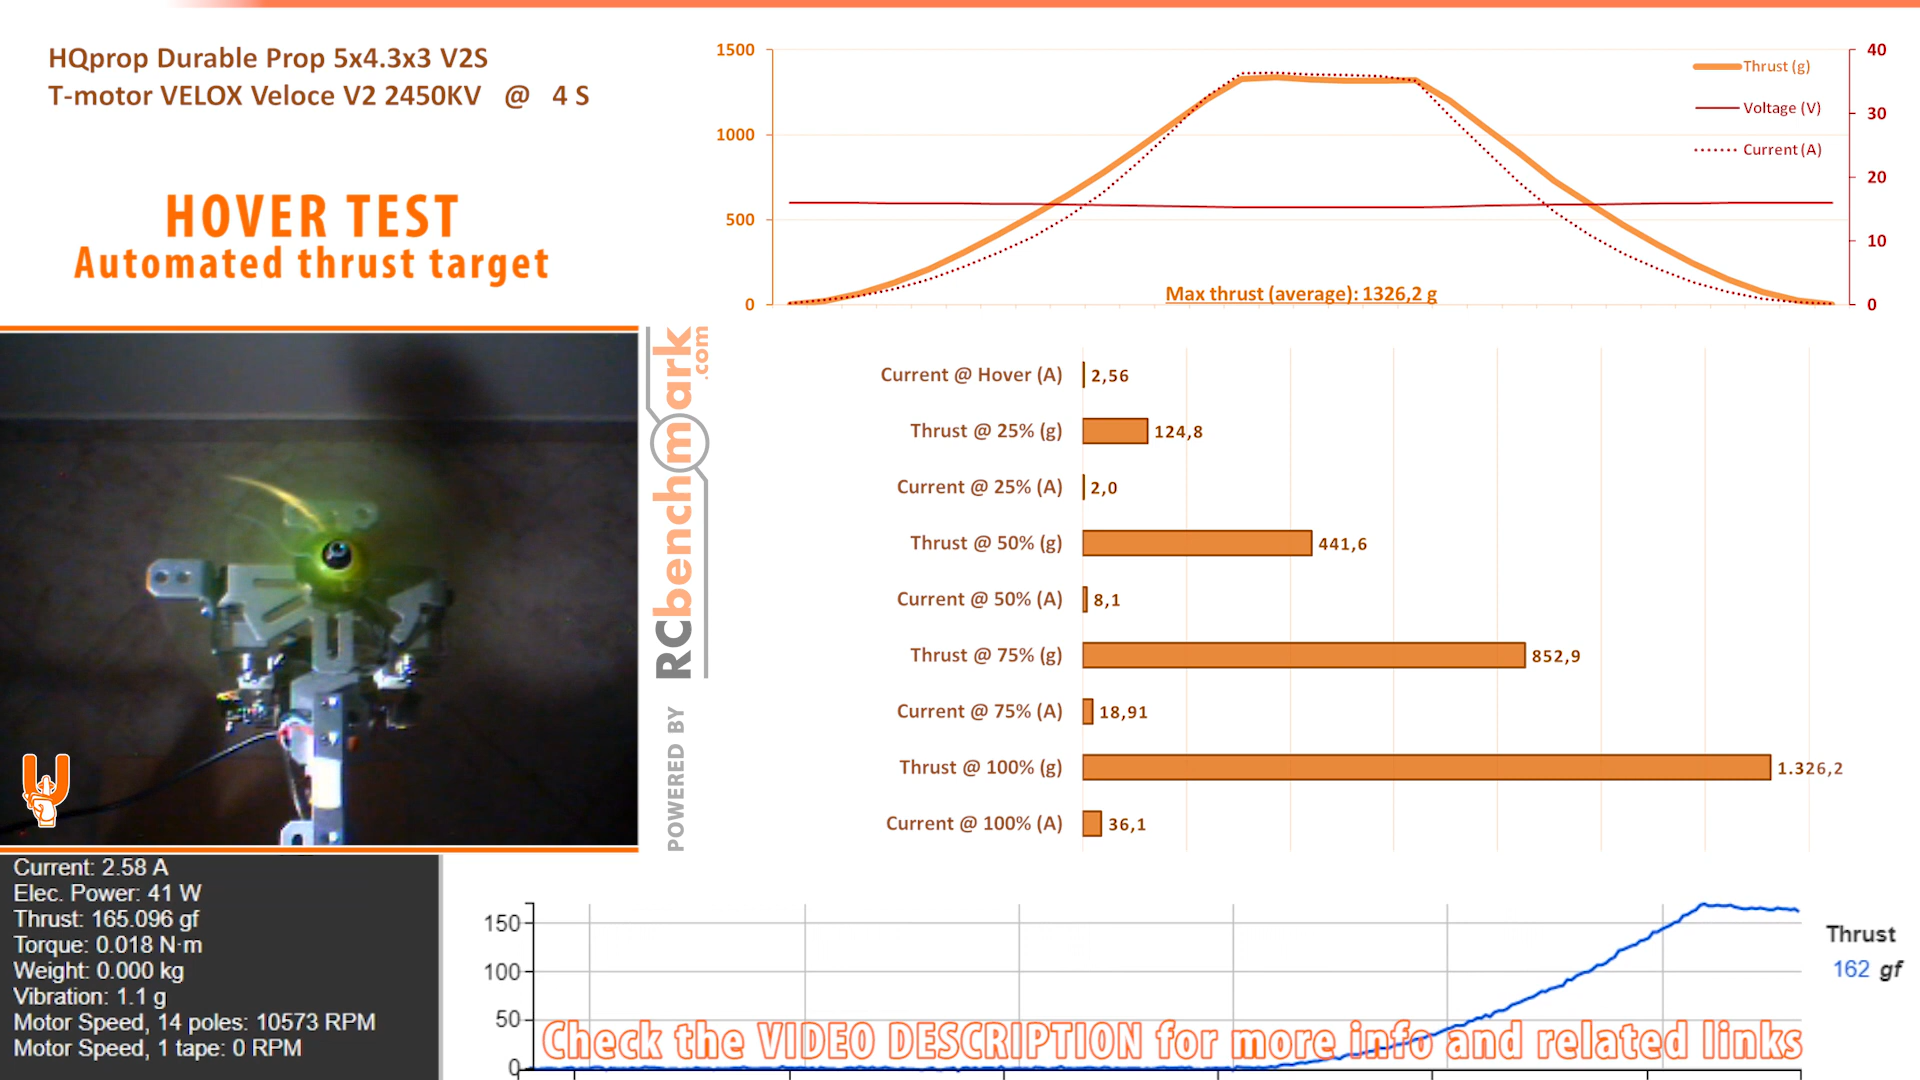 HQprop Durable Prop 5x4.3x3 V2S
T-motor VELOX Veloce V2 2450KV @ 4 S
HOVER TEST
Automated thrust target
1500
1000
500
0
40
30
20
10
0
Thrust (g)
Voltage (V)
Current (A)
Max thrust (average): 1326,2 g
POWERED BY RCbenchmark.com
Current @ Hover (A) 2,56
Thrust @ 25% (g) 124,8
Current @ 25% (A) 2,0
Thrust @ 50% (g) 441,6
Current @ 50% (A) 8,1
Thrust @ 75% (g) 852,9
Current @ 75% (A) 18,91
Thrust @ 100% (g) 1.326,2
Current @ 100% (A) 36,1
Current: 2.58 A
Elec. Power: 41 W
Thrust: 165.096 gf
Torque: 0.018 N·m
Weight: 0.000 kg
Vibration: 1.1 g
Motor Speed, 14 poles: 10573 RPM
Motor Speed, 1 tape: 0 RPM
150
100
50
0
Thrust
162 gf
Check the VIDEO DESCRIPTION for more info and related links